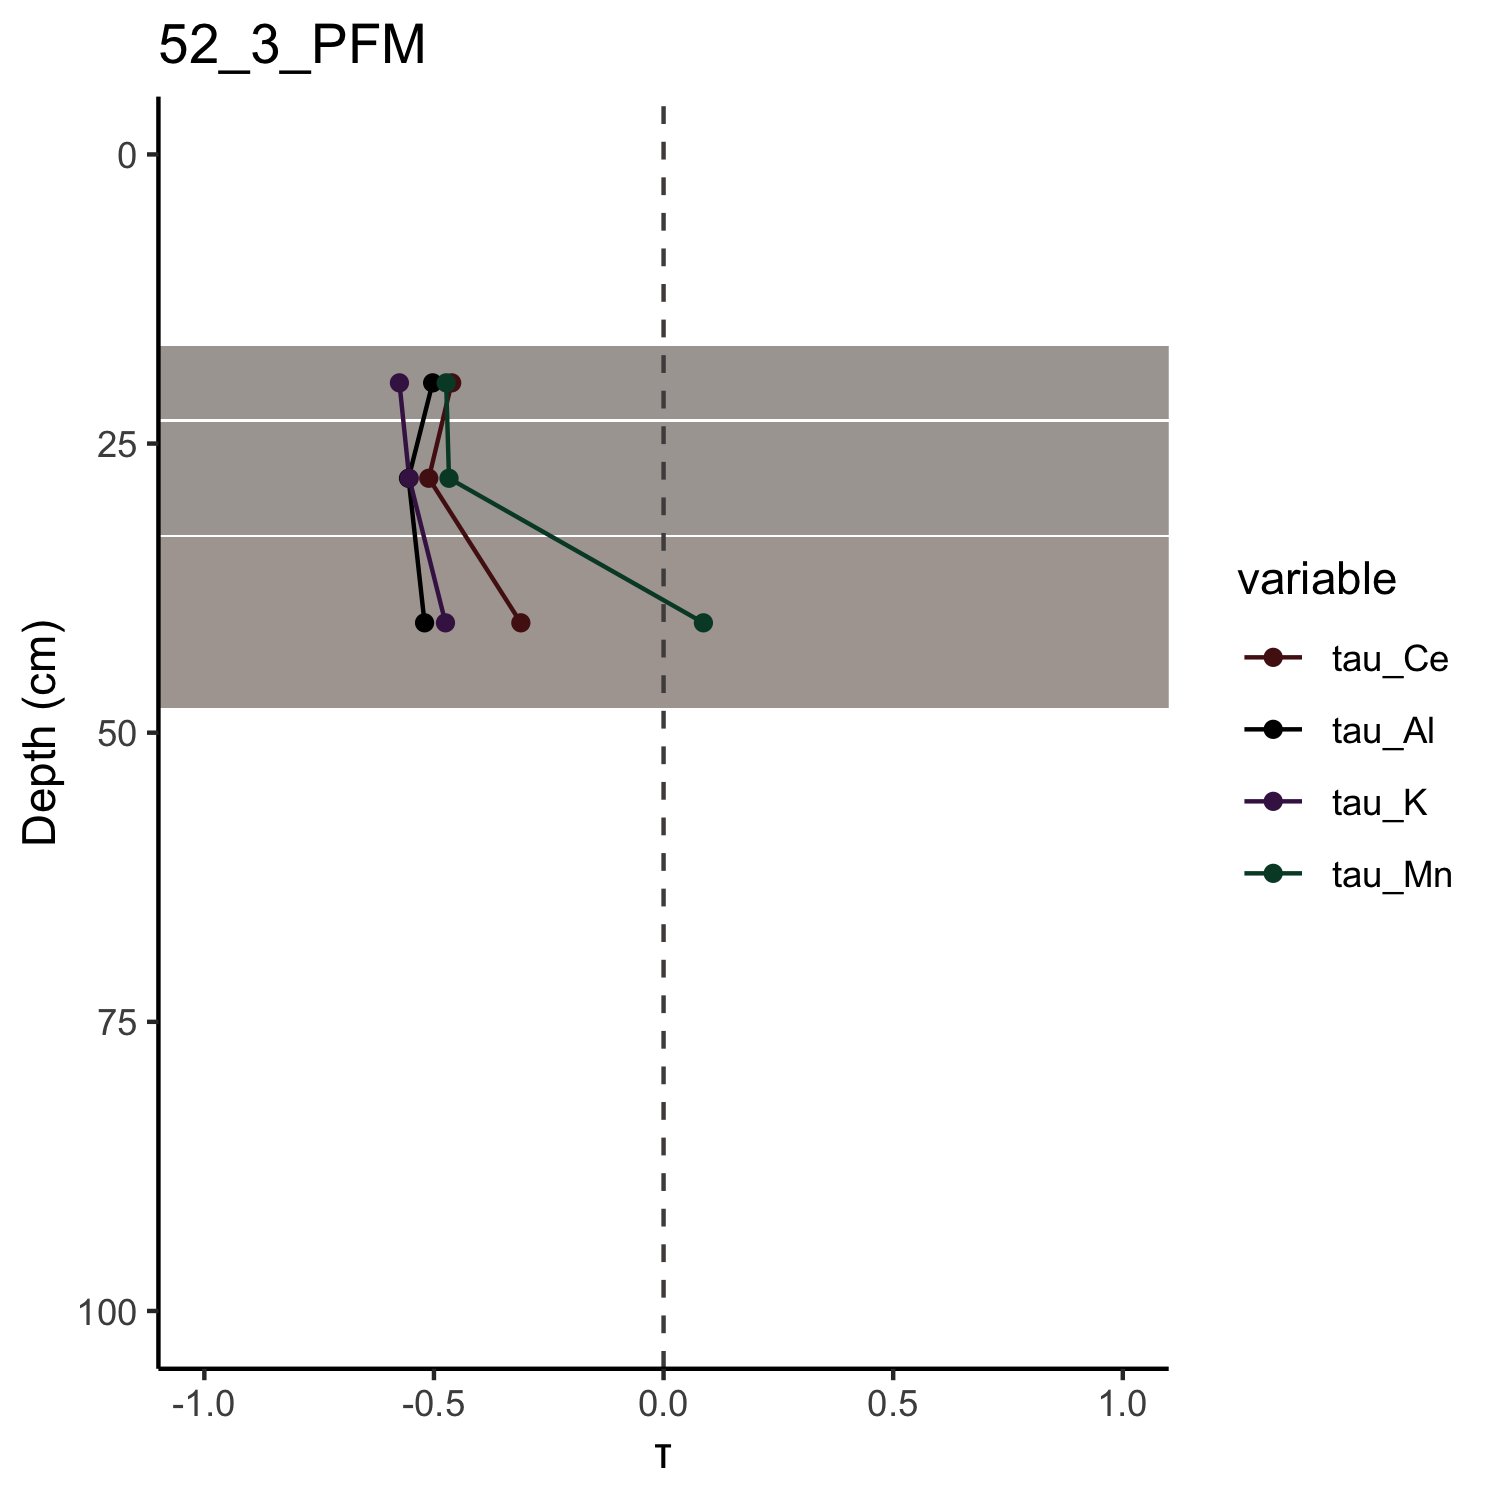 52_3_PFM
0
25
50
75
100
Depth (cm)
-1.0
-0.5
0.0
0.5
1.0
τ
variable
tau_Ce
tau_Al
tau_K
tau_Mn